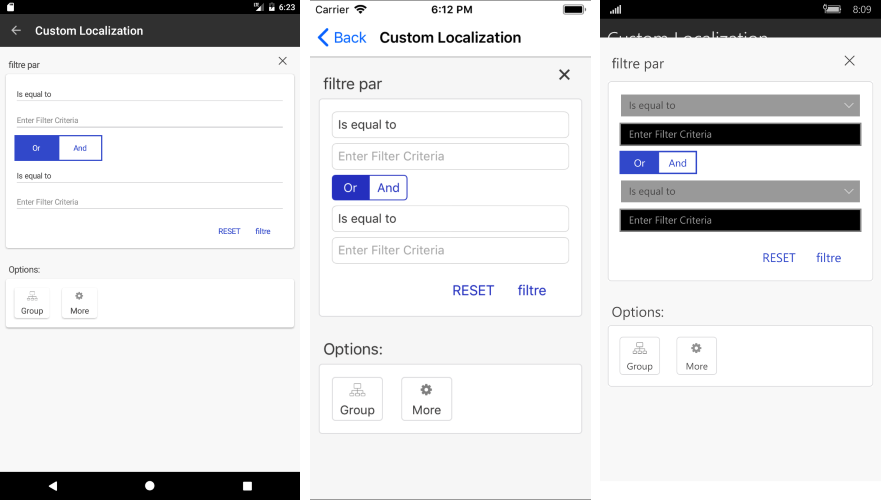 6:23
Custom Localization
filtre par
Is equal to
Enter Filter Criteria
Or And
Is equal to
Enter Filter Criteria
RESET filtre
Options:
Group More
Carrier 6:12 PM
Back Custom Localization
filtre par
Is equal to
Enter Filter Criteria
Or And
Is equal to
Enter Filter Criteria
RESET filtre
Options:
Group More
8:09
Custom Localization
filtre par
Is equal to
Enter Filter Criteria
Or And
Is equal to
Enter Filter Criteria
RESET filtre
Options:
Group More